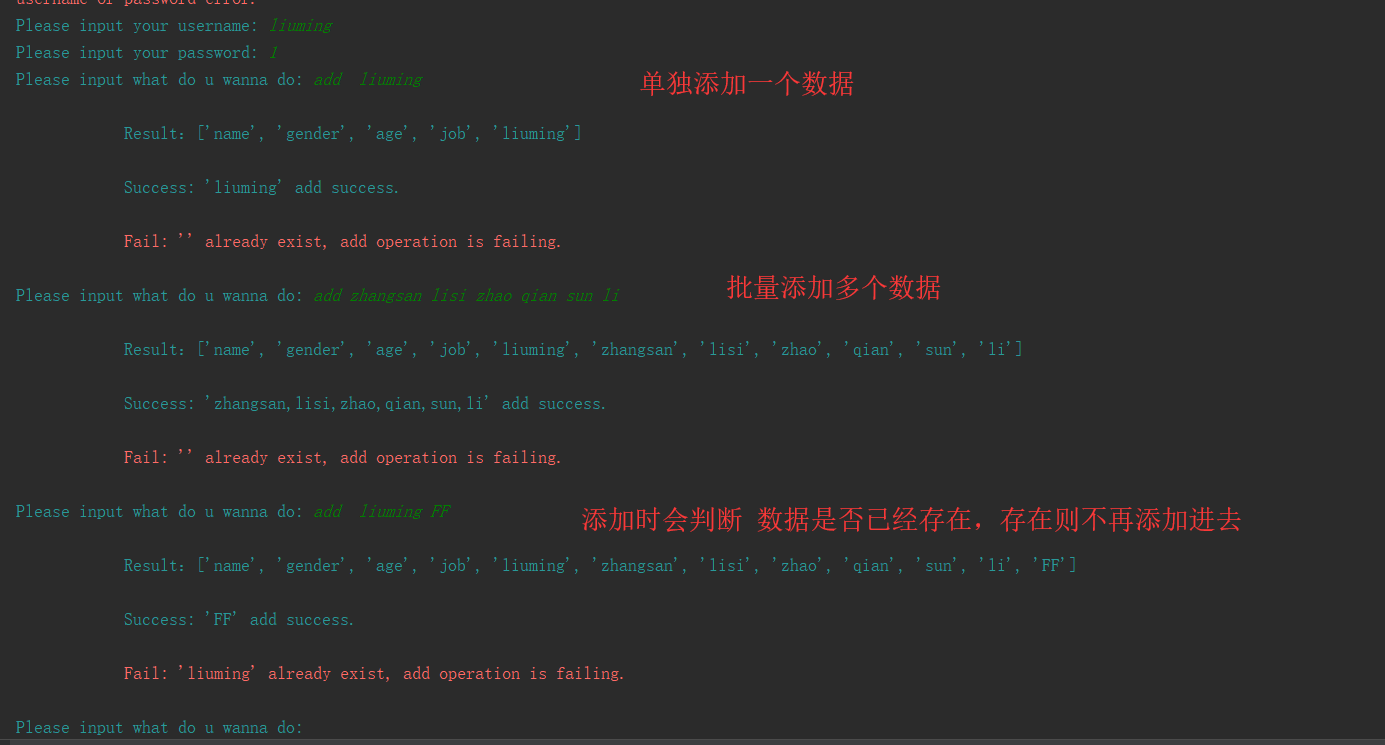 username or password error.
Please input your username: liuming
Please input your password: 1
Please input what do u wanna do: add  liuming
单独添加一个数据
Result: ['name', 'gender', 'age', 'job', 'liuming']
Success: 'liuming' add success.
Fail: '' already exist, add operation is failing.
Please input what do u wanna do: add zhangsan lisi zhao qian sun li
批量添加多个数据
Result: ['name', 'gender', 'age', 'job', 'liuming', 'zhangsan', 'lisi', 'zhao', 'qian', 'sun', 'li']
Success: 'zhangsan,lisi,zhao,qian,sun,li' add success.
Fail: '' already exist, add operation is failing.
Please input what do u wanna do: add  liuming FF
添加时会判断 数据是否已经存在，存在则不再添加进去
Result: ['name', 'gender', 'age', 'job', 'liuming', 'zhangsan', 'lisi', 'zhao', 'qian', 'sun', 'li', 'FF']
Success: 'FF' add success.
Fail: 'liuming' already exist, add operation is failing.
Please input what do u wanna do: